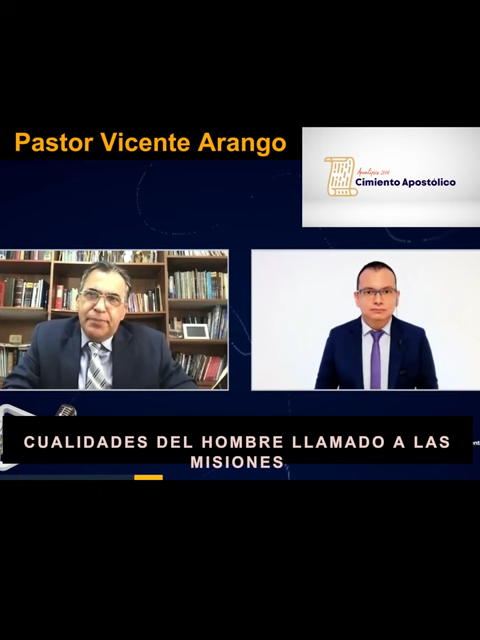 Pastor Vicente Arango
Cimiento Apostólico
CUALIDADES DEL HOMBRE LLAMADO A LAS
MISIONES